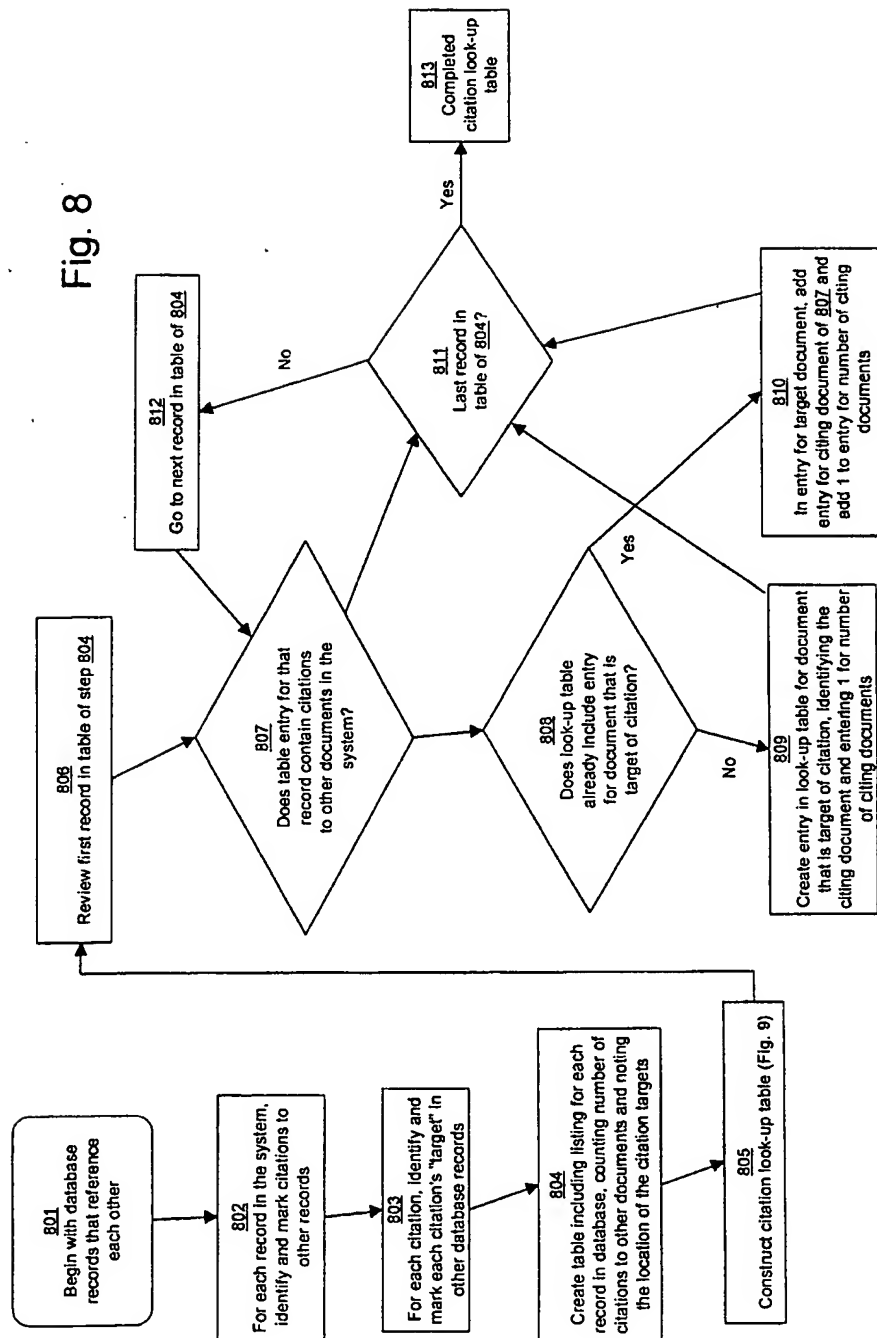 Fig. 8
801
Begin with database
records that reference
each other
802
For each record in the system,
identify and mark citations to
other records
803
For each citation, identify and
mark each citation's "target" in
other database records
804
Create table including listing for each
record in database, counting number of
citations to other documents and noting
the location of the citation targets
805
Construct citation look-up table (Fig. 9)
806
Review first record in table of step 804
807
Does table entry for that
record contain citations
to other documents in the
system?
808
Does look-up table
already include entry
for document that is
target of citation?
No
809
Create entry in look-up table for document
that is target of citation, identifying the
citing document and entering 1 for number
of citing documents
Yes
810
In entry for target document, add
entry for citing document of 807 and
add 1 to entry for number of citing
documents
811
Last record in
table of 804?
No
812
Go to next record in table of 804
Yes
813
Completed
citation look-up
table